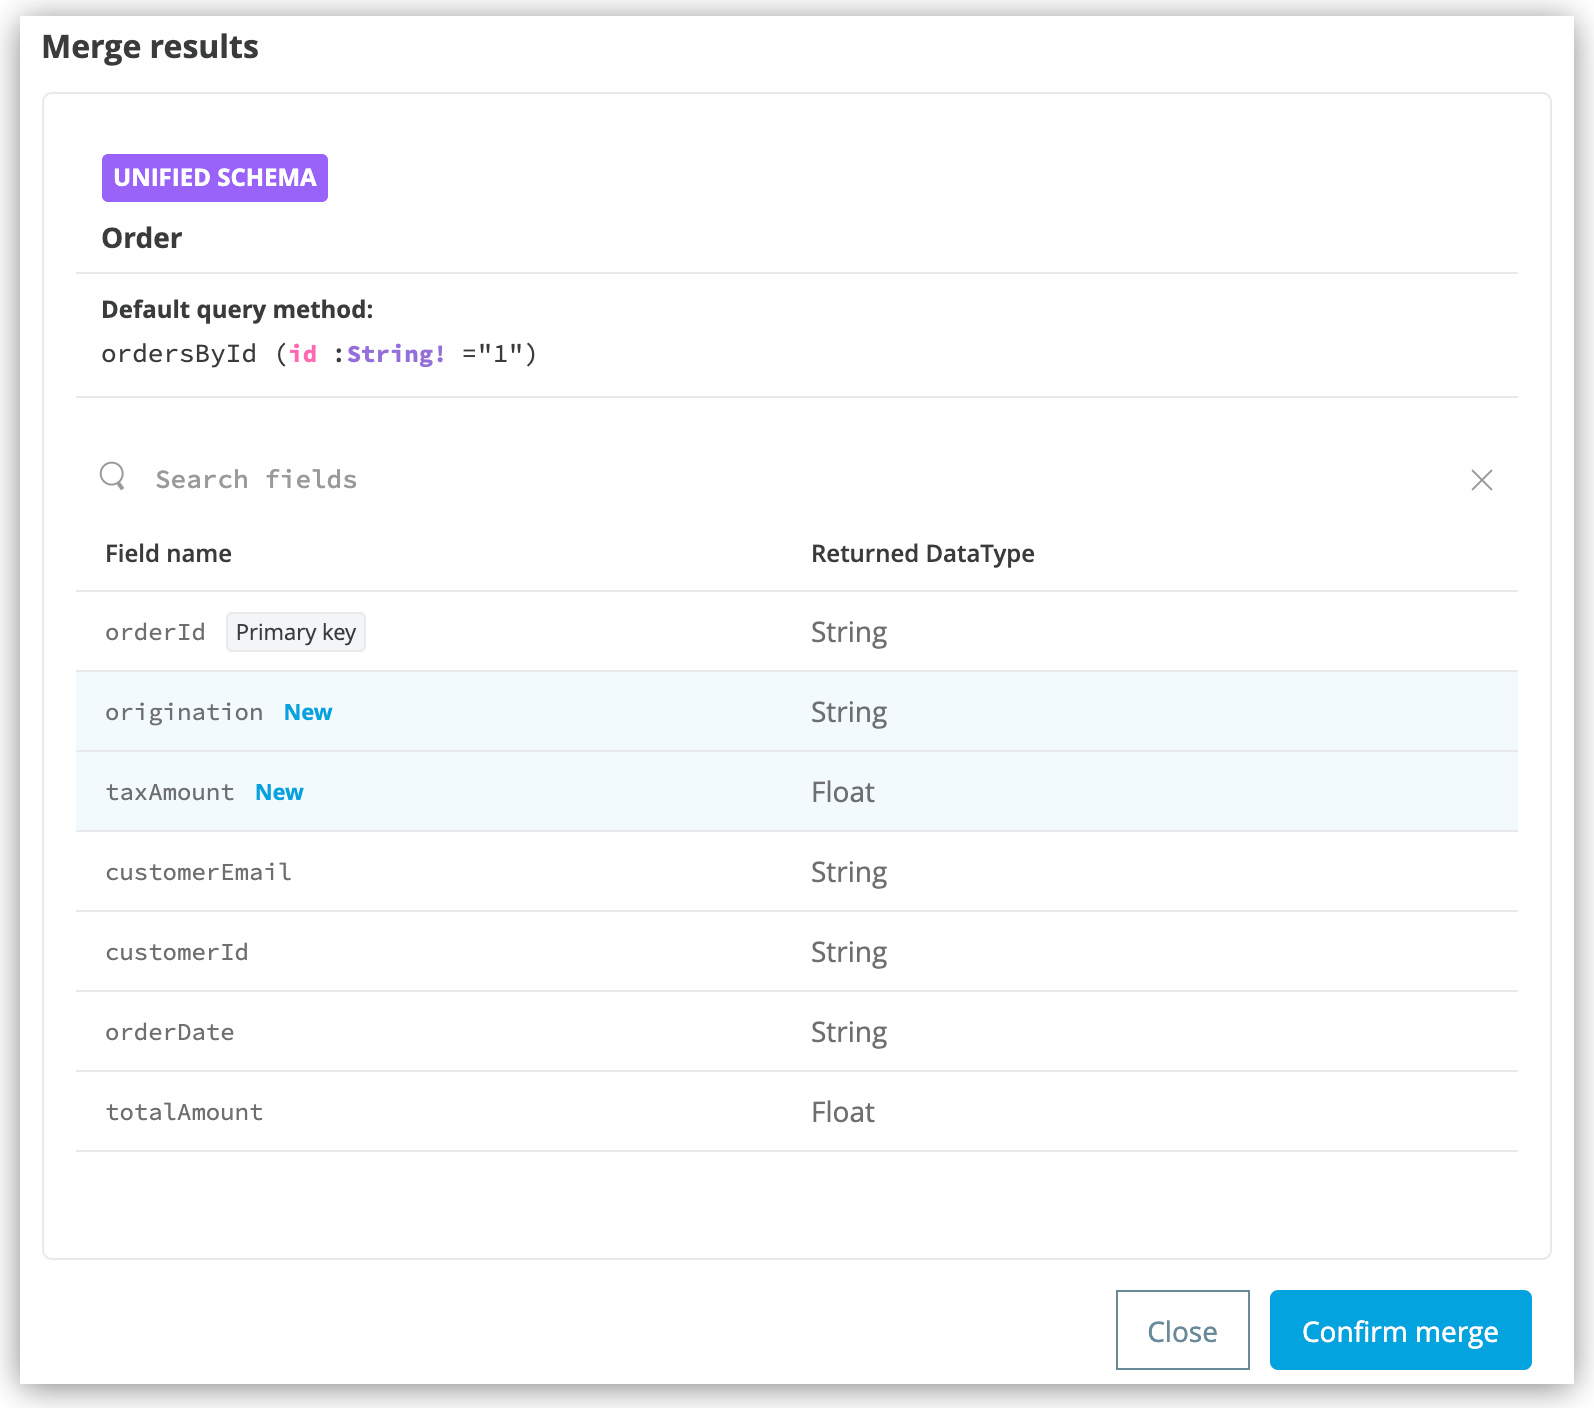 Merge results
UNIFIED SCHEMA
Order
Default query method:
ordersById (id :String! ="1")
Search fields
Field name Returned DataType
orderId Primary key String
origination New String
taxAmount New Float
customerEmail String
customerId String
orderDate String
totalAmount Float
Close Confirm merge